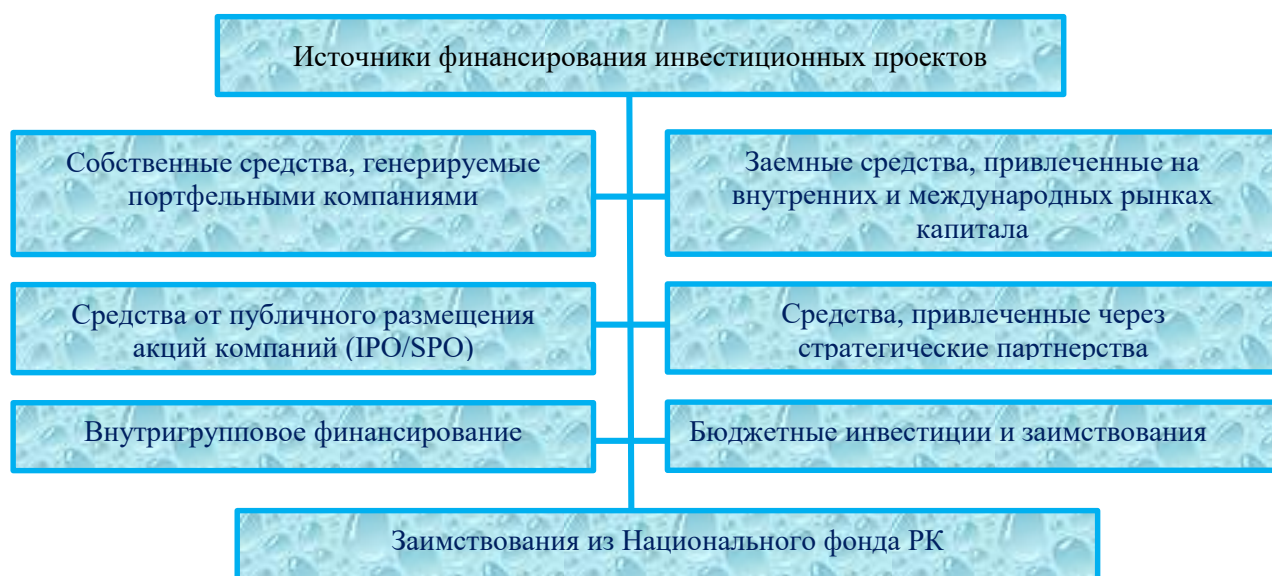 Источники финансирования инвестиционных проектов
Собственные средства, генерируемые
портфельными компаниями
Заемные средства, привлеченные на
внутренних и международных рынках
капитала
Средства от публичного размещения
акций компаний (IPO/SPO)
Средства, привлеченные через
стратегические партнерства
Внутригрупповое финансирование
Бюджетные инвестиции и заимствования
Заимствования из Национального фонда РК